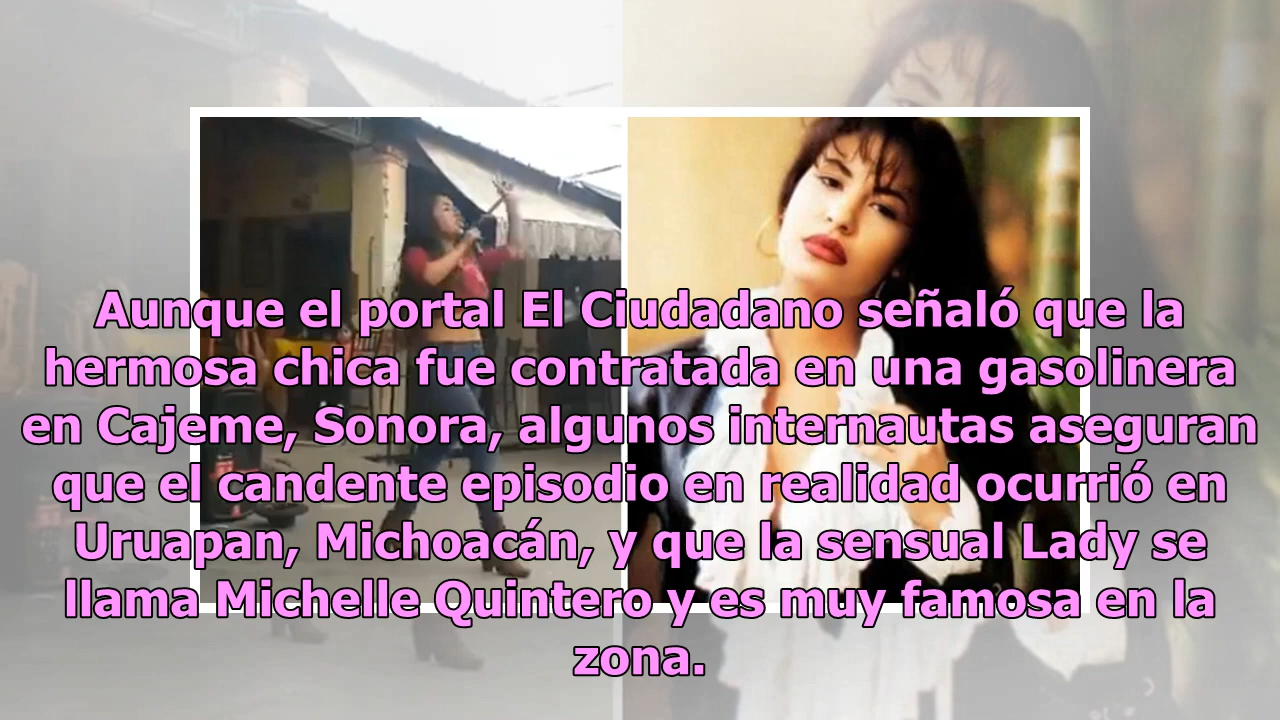 Aunque el portal El Ciudadano señaló que la
hermosa chica fue contratada en una gasolinera
en Cajeme, Sonora, algunos internautas aseguran
que el candente episodio en realidad ocurrió en
Uruapan, Michoacán, y que la sensual Lady se
llama Michelle Quintero y es muy famosa en la
zona.